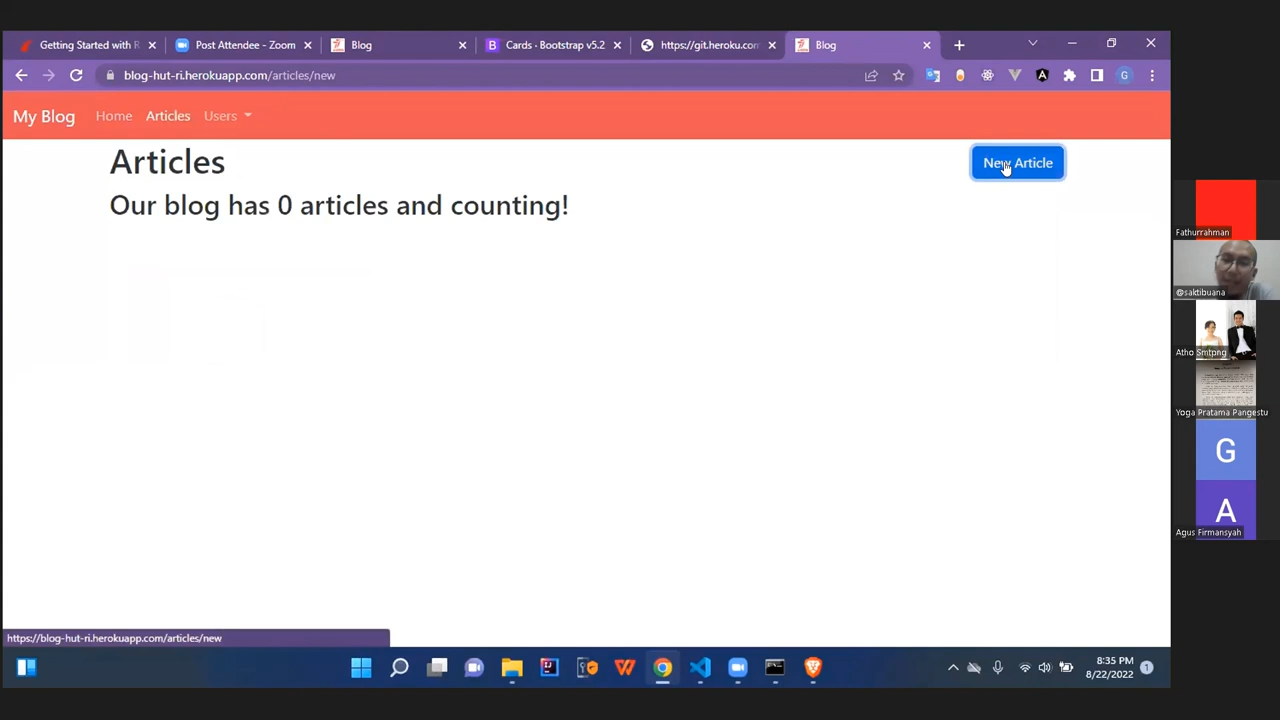 Getting Started with R
Post Attendee - Zoom
Blog
Cards · Bootstrap v5.2
https://git.heroku.com
Blog
blog-hut-ri.herokuapp.com/articles/new
G
My Blog
Home
Articles
Users
Articles
New Article
Our blog has 0 articles and counting!
Fathurrahman
@saktibuana
Atho Smtpng
Yoga Pratama Pangestu
G
A
Agus Firmansyah
https://blog-hut-ri.herokuapp.com/articles/new
8:35 PM
8/22/2022
1